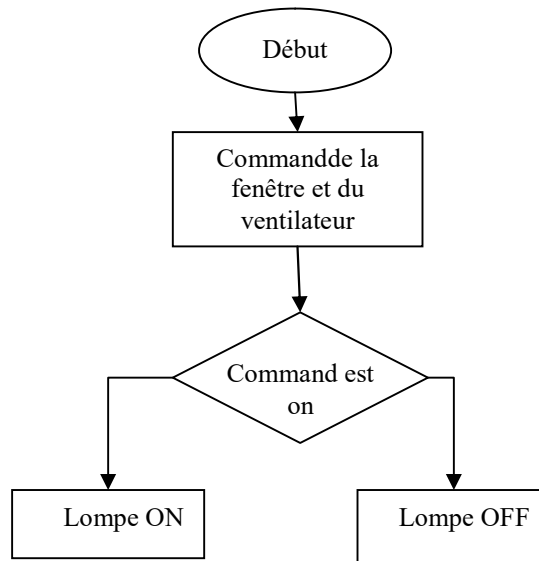 Début
Commandde la
fenêtre et du
ventilateur
Command est
on
Lompe ON
Lompe OFF